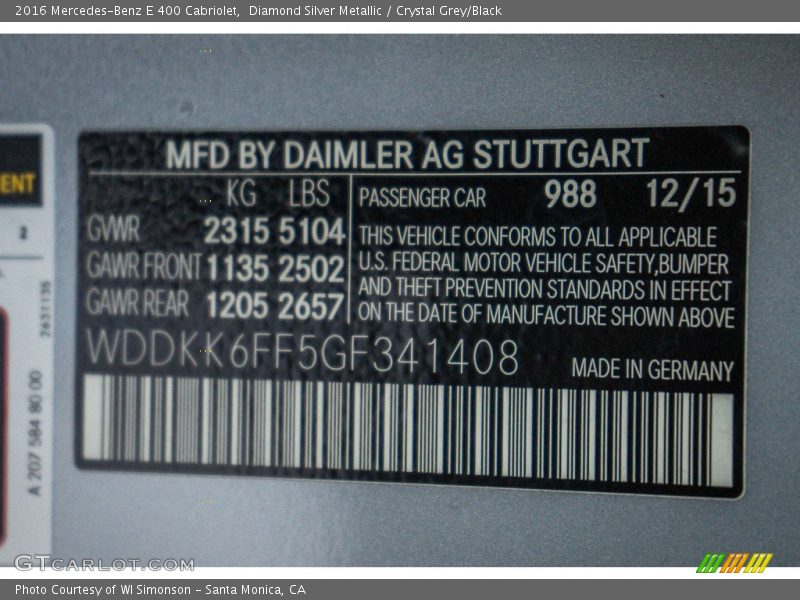 2016 Mercedes-Benz E 400 Cabriolet,  Diamond Silver Metallic / Crystal Grey/Black
MFD BY DAIMLER AG STUTTGART
KG LBS
GVWR 2315 5104
GAWR FRONT 1135 2502
GAWR REAR 1205 2657
PASSENGER CAR 988 12/15
THIS VEHICLE CONFORMS TO ALL APPLICABLE
U.S. FEDERAL MOTOR VEHICLE SAFETY,BUMPER
AND THEFT PREVENTION STANDARDS IN EFFECT
ON THE DATE OF MANUFACTURE SHOWN ABOVE
WDDKK6FF5GF341408
MADE IN GERMANY
2
2631135
A 207 584 80 00
GTCARLOT.COM
Photo Courtesy of WI Simonson - Santa Monica, CA